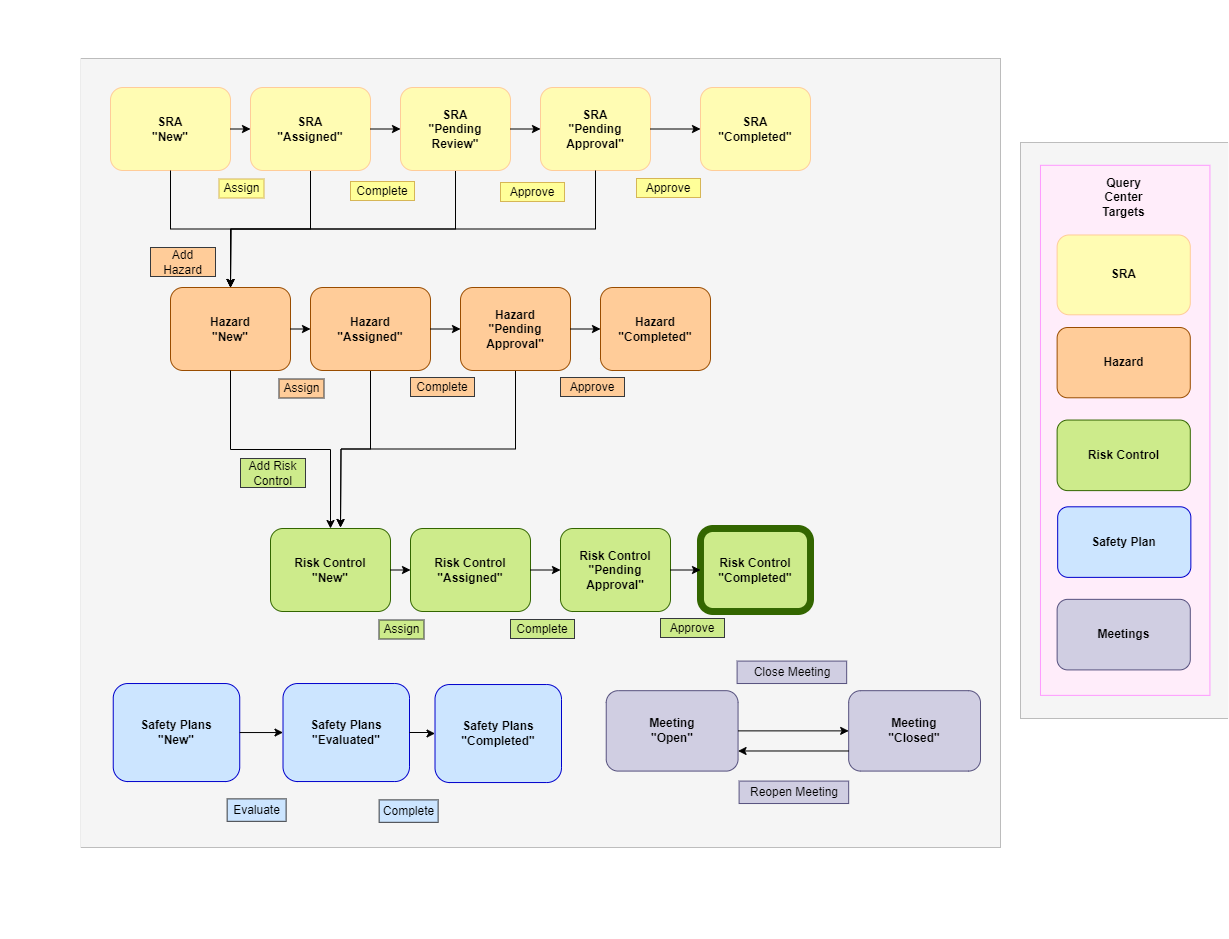 SRA
"New"
SRA
"Assigned"
SRA
"Pending
Review"
SRA
"Pending
Approval"
SRA
"Completed"
Assign
Complete
Approve
Approve
Add
Hazard
Hazard
"New"
Hazard
"Assigned"
Hazard
"Pending
Approval"
Hazard
"Completed"
Assign
Complete
Approve
Add Risk
Control
Risk Control
"New"
Risk Control
"Assigned"
Risk Control
"Pending
Approval"
Risk Control
"Completed"
Assign
Complete
Approve
Safety Plans
"New"
Safety Plans
"Evaluated"
Safety Plans
"Completed"
Evaluate
Complete
Close Meeting
Meeting
"Open"
Meeting
"Closed"
Reopen Meeting
Query
Center
Targets
SRA
Hazard
Risk Control
Safety Plan
Meetings